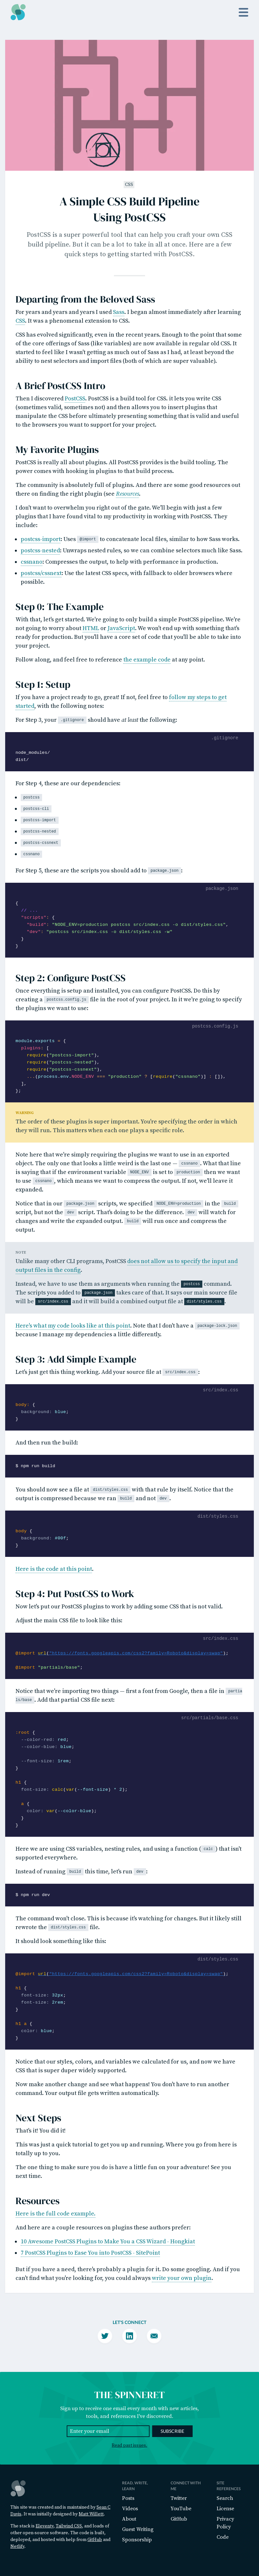 CSS
A Simple CSS Build Pipeline
Using PostCSS
PostCSS is a super powerful tool that can help you craft your own CSS
build pipeline. But it can be a lot to take in all at once. Here are a few
quick steps to getting started with PostCSS.
Departing from the Beloved Sass
For years and years and years I used Sass. I began almost immediately after learning
CSS. It was a phenomenal extension to CSS.
CSS has evolved significantly, even in the recent years. Enough to the point that some
of the offerings of and dependencies on Sass are now available in regular old CSS. It
started to feel like I wasn't getting as much out of Sass as I had, at least beyond the
ability to use nested selectors and import files (both of which are super valuable).
A Brief PostCSS Intro
Then I discovered PostCSS. PostCSS is a build tool for CSS. it lets you write CSS
(sometimes valid, sometimes not) and then allows you to insert plugins that
manipulate the CSS before ultimately preprocessing to something that is valid and useful
to the browsers you want to support for your project.
My Favorite Plugins
PostCSS is really all about plugins. All PostCSS provides is the build tooling. The
power comes with hooking in plugins to extend the core process.
The community is absolutely full of plugins. And there are some good resources out
there on finding the right plugin (see Resources).
I don't want to overwhelm you right out of the gate. We'll begin with just a few
plugins that I have found vital to my success in working with PostCSS. They
include:
postcss-import: Uses @import to concatenate local files, similar to how Sass works.
postcss-nested: Unwraps nested rules, so we can combine selectors much like Sass.
cssnano: Compresses the output, to help with performance in production.
postcss/cssnext: Use the latest CSS specs, with fallback to older browsers where
possible.
Step 0: The Example
With that, let's get started. We're going to only build a simple PostCSS pipeline. We're
not going to worry about HTML or JavaScript. We're going to end up with something that's
ready for production. But you'll have a bit of code that you'll be able to take into your
project.
Follow along, and feel free to reference the example code at any point.
Step 1: Setup
If you have a project ready to go, great! If not, feel free to follow my steps to get
started, with the following notes:
For Step 3, your .gitignore should have at least the following:
.gitignore
node_modules/
dist/
For Step 4, these are our dependencies:
postcss
postcss-cli
postcss-import
postcss-nested
postcss-cssnext
cssnano
For Step 5, these are the scripts you should add to package.json:
package.json
{
// ...
"scripts": {
"build": "NODE_ENV=production postcss src/index.css -o dist/styles.css",
"dev": "postcss src/index.css -o dist/styles.css -w"
}
}
Step 2: Configure PostCSS
Once everything is setup and installed, you can configure PostCSS. Do this by
creating a postcss.config.js file in the root of your project. In it we're going to specify
the plugins we want to use:
postcss.config.js
module.exports = {
plugins: [
require("postcss-import"),
require("postcss-nested"),
require("postcss-cssnext"),
...(process.env.NODE_ENV === "production" ? [require("cssnano")] : []),
],
};
WARNING
The order of these plugins is super important. You're specifying the order in which
they will run. This matters when each one plays a specific role.
Note here that we're simply requiring the plugins we want to use in an exported
object. The only one that looks a little weird is the last one — cssnano. What that line
is saying that if the environment variable NODE_ENV is set to production then we want to
use cssnano, which means we want to compress the output. If not, we'll leave it
expanded.
Notice that in our package.json scripts, we specified NODE_ENV=production in the build
script, but not the dev script. That's doing to be the difference. dev will watch for
changes and write the expanded output. build will run once and compress the
output.
NOTE
Unlike many other CLI programs, PostCSS does not allow us to specify the input and
output files in the config.
Instead, we have to use them as arguments when running the postcss command.
The scripts you added to package.json takes care of that. It says our main source file
will be src/index.css and it will build a combined output file at dist/styles.css.
Here's what my code looks like at this point. Note that I don't have a package-lock.json
because I manage my dependencies a little differently.
Step 3: Add Simple Example
Let's just get this thing working. Add your source file at src/index.css:
src/index.css
body: {
background: blue;
}
And then run the build:
$ npm run build
You should now see a file at dist/styles.css with that rule by itself. Notice that the
output is compressed because we ran build and not dev.
dist/styles.css
body {
background: #00f;
}
Here is the code at this point.
Step 4: Put PostCSS to Work
Now let's put our PostCSS plugins to work by adding some CSS that is not valid.
Adjust the main CSS file to look like this:
src/index.css
@import "partials/base";
Notice that we're importing two things — first a font from Google, then a file in partia
ls/base. Add that partial CSS file next:
src/partials/base.css
:root {
--color-red: red;
--color-blue: blue;
--font-size: 2rem;
}
h1 {
font-size: calc(var(--font-size) * 2);
a {
color: var(--color-blue);
}
}
Here we are using CSS variables, nesting rules, and using a function (calc) that isn't
supported everywhere.
Instead of running build this time, let's run dev:
$ npm run dev
The command won't close. This is because it's watching for changes. But it likely still
rewrote the dist/styles.css file.
It should look something like this:
dist/styles.css
h1 {
font-size: 32px;
font-size: 2rem;
}
h1 a {
color: blue;
}
Notice that our styles, colors, and variables we calculated for us, and now we have
CSS that is super duper widely supported.
Now make another change and see what happens! You don't have to run another
command. Your output file gets written automatically.
Next Steps
That's it! You did it!
This was just a quick tutorial to get you up and running. Where you go from here is
totally up to you.
The one thing to make sure you do is have a little fun on your adventure! See you
next time.
Resources
Here is the full code example.
And here are a couple resources on plugins these authors prefer:
10 Awesome PostCSS Plugins to Make You a CSS Wizard - Hongkiat
7 PostCSS Plugins to Ease You into PostCSS - SitePoint
But if you have a need, there's probably a plugin for it. Do some googling. And if you
can't find what you're looking for, you could always write your own plugin.
LET'S CONNECT
THE SPINNERET
Sign up to receive one email every month with new articles,
tools, and references I've discovered.
Enter your email
SUBSCRIBE
Read past issues.
This site was created and is maintained by Sean C
Davis. It was initially designed by Matt Willett.
The stack is Eleventy, Tailwind CSS, and loads of
other open-source software. The code is built,
deployed, and hosted with help from GitHub and
Netlify.
READ, WRITE,
LEARN
Posts
Videos
About
Guest Writing
Sponsorship
CONNECT WITH
ME
Twitter
YouTube
GitHub
SITE
REFERENCES
Search
License
Privacy
Policy
Code